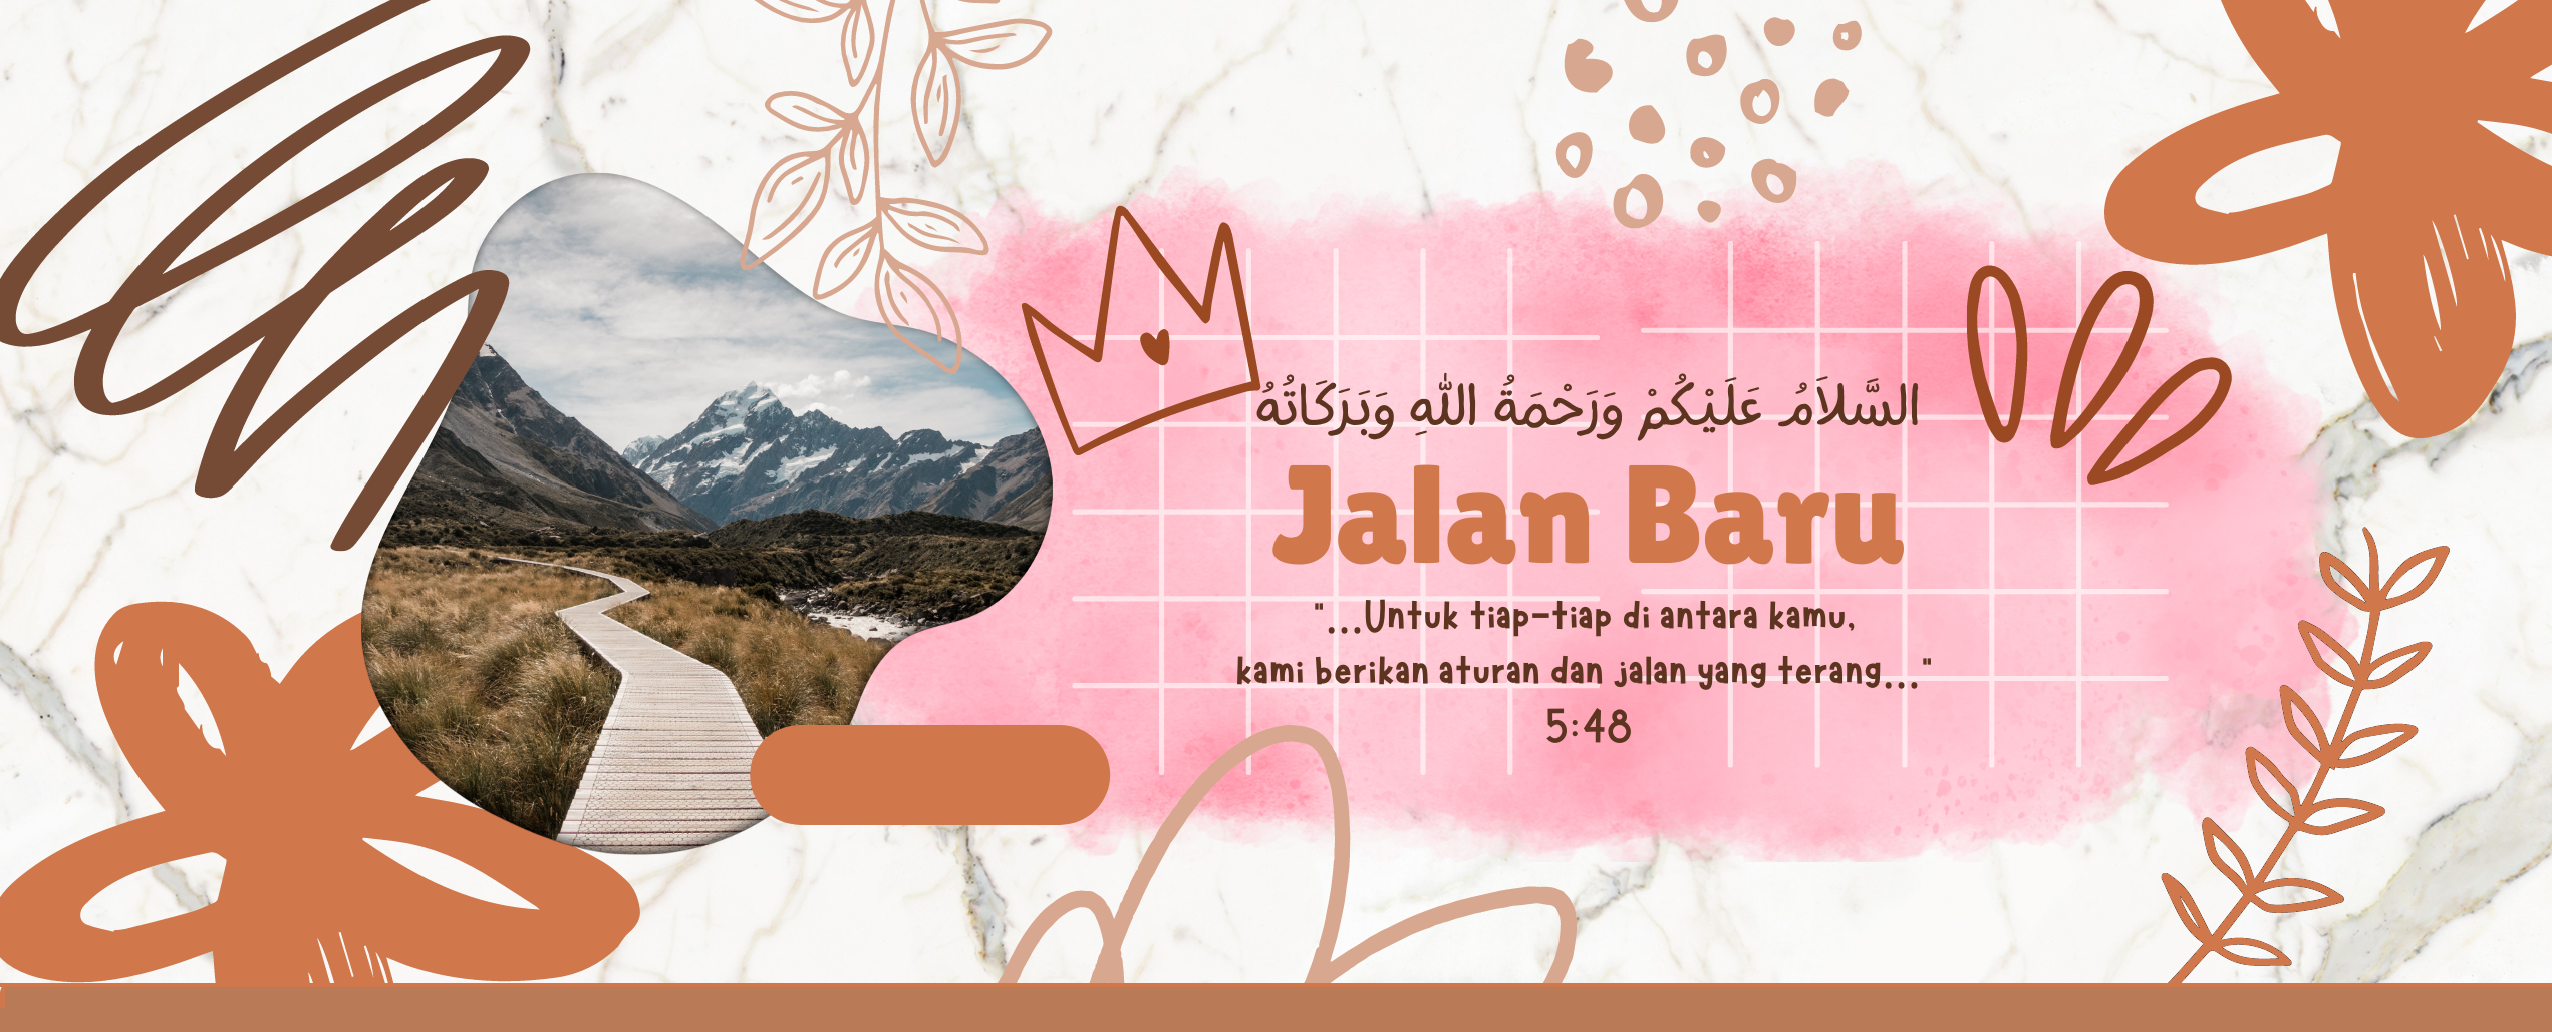 السَّلاَمُ عَلَيْكُمْ وَرَحْمَةُ اللهِ وَبَرَكَاتُهُ
Jalan Baru
"...Untuk tiap-tiap di antara kamu,
kami berikan aturan dan jalan yang terang..."
5:48